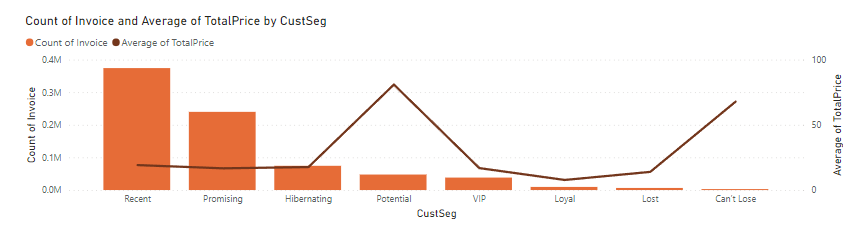 Count of Invoice and Average of TotalPrice by CustSeg
Count of Invoice Average of TotalPrice
0.4M
0.3M
0.2M
0.1M
0.0M
Count of Invoice
100
50
0
Average of TotalPrice
Recent Promising Hibernating Potential VIP Loyal Lost Can't Lose
CustSeg